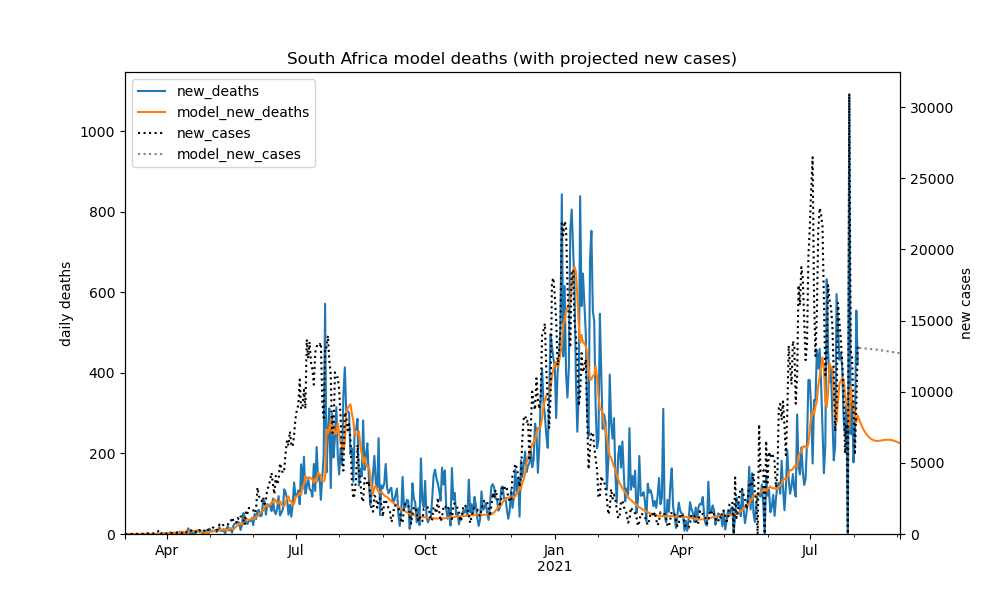 South Africa model deaths (with projected new cases)
new_deaths
model_new_deaths
new_cases
model_new_cases
daily deaths
1000
800
600
400
200
0
30000
25000
20000
15000
10000
5000
0
new cases
Apr
Jul
Oct
Jan
2021
Apr
Jul